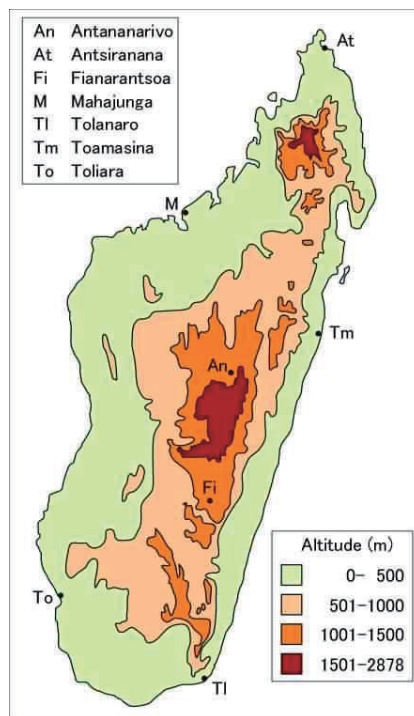 An Antananarivo
At Antsiranana
Fi Fianarantsoa
M Mahajunga
Tl Tolanaro
Tm Toamasina
To Toliara
At
M
Tm
An
Fi
To
Tl
Altitude (m)
0- 500
501-1000
1001-1500
1501-2878